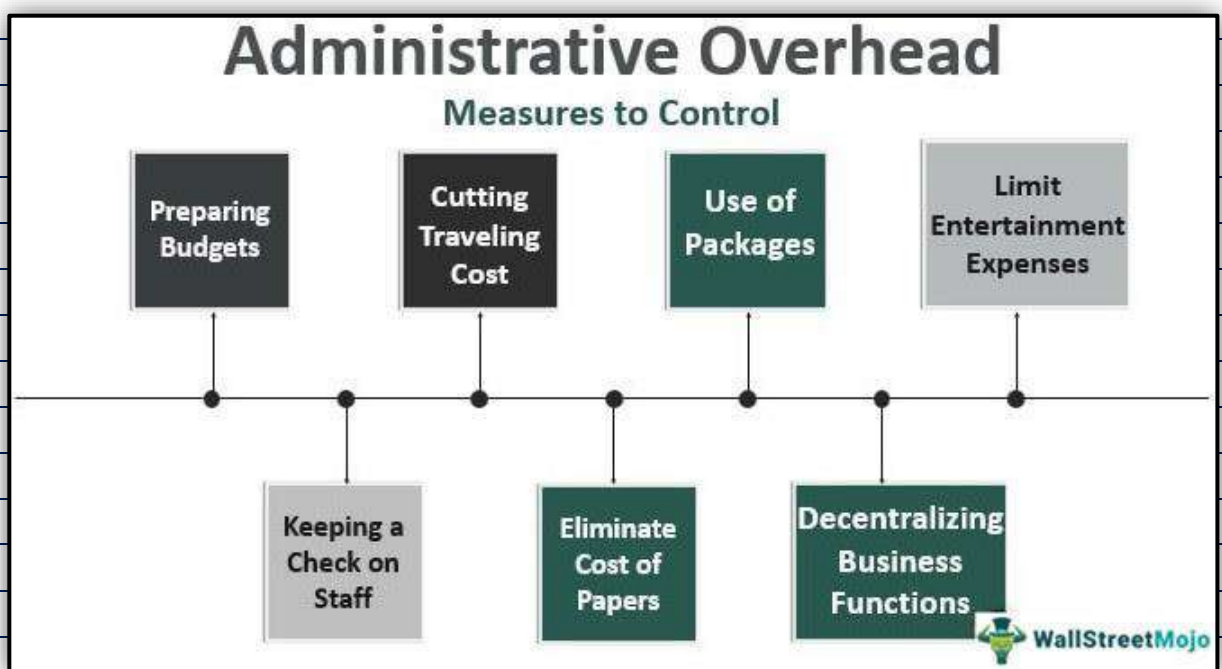 Administrative Overhead
Measures to Control
Preparing
Budgets
Cutting
Traveling
Cost
Use of
Packages
Limit
Entertainment
Expenses
Keeping a
Check on
Staff
Eliminate
Cost of
Papers
Decentralizing
Business
Functions
WallStreetMojo